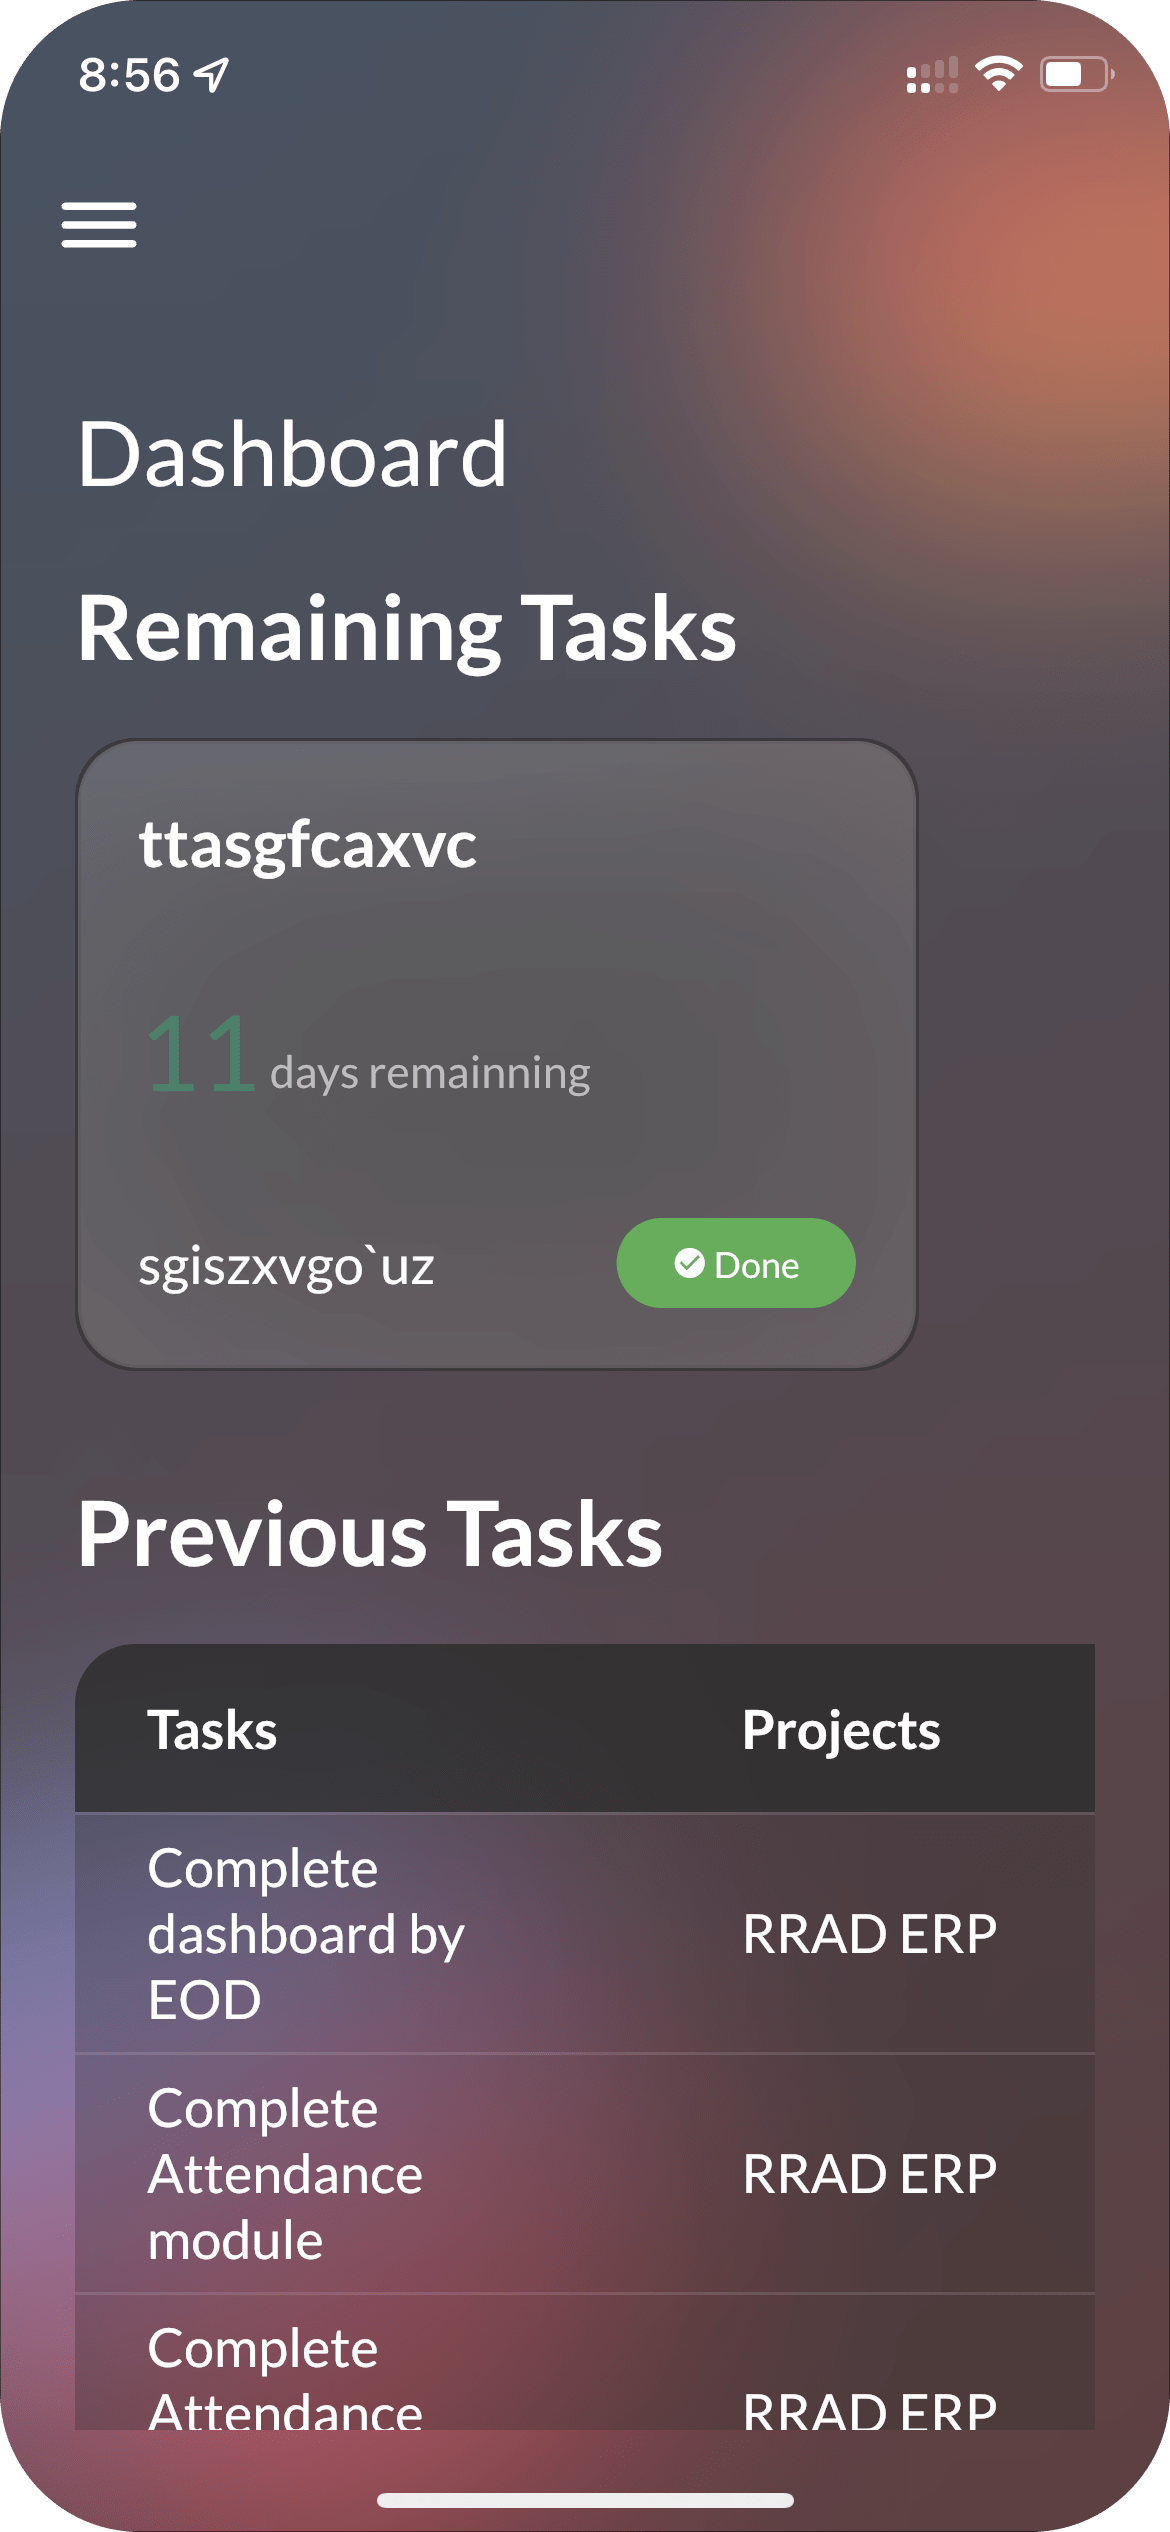 8:56
Dashboard
Remaining Tasks
ttasgfcaxvc
11 days remainning
sgiszxvgo`uz
Done
Previous Tasks
Tasks Projects
Complete
dashboard by
EOD
RRAD ERP
Complete
Attendance
module
RRAD ERP
Complete
Attendance
RRAD ERP